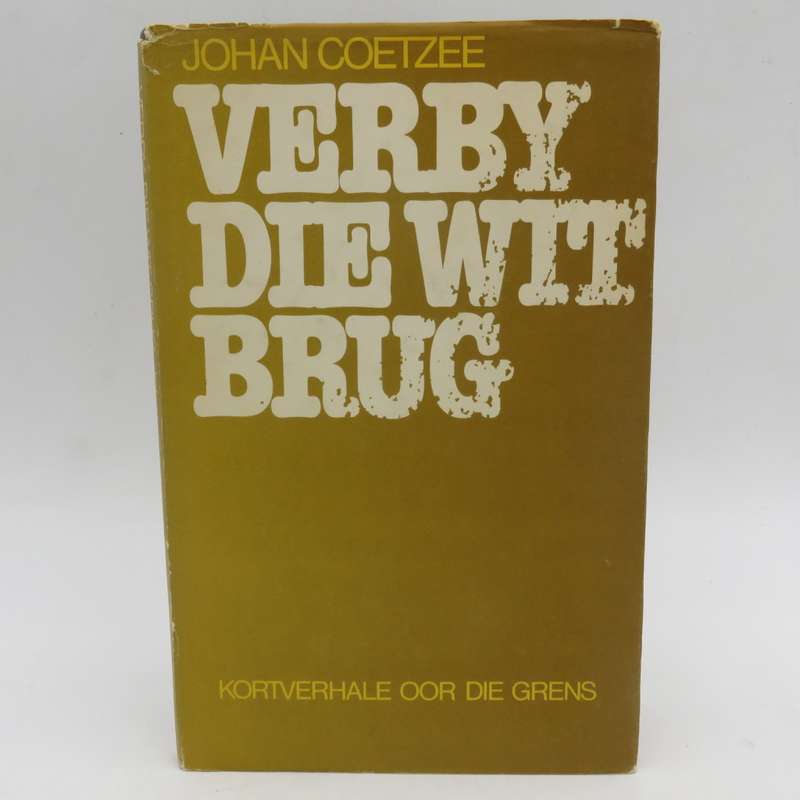 JOHAN COETZEE
VERBY
DIE WIT
BRUG
KORTVERHALE OOR DIE GRENS